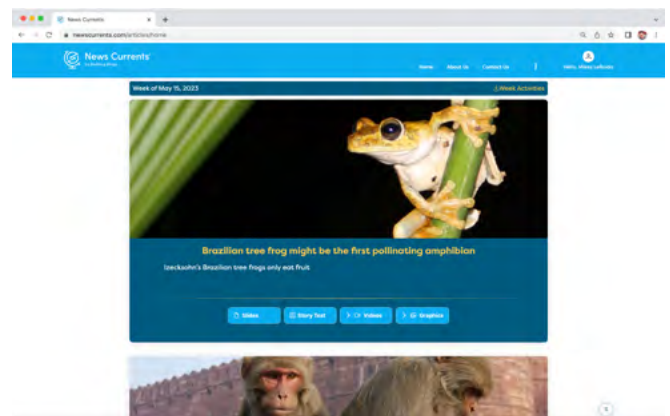 News Currents
newscurrents.com/articles/home
News Currents
Home About Us Contact Us
Week of May 15, 2023
Week Activities
Brazilian tree frog might be the first pollinating amphibian
Izecksohn's Brazilian tree frogs only eat fruit
Slides Story Text Videos Graphics